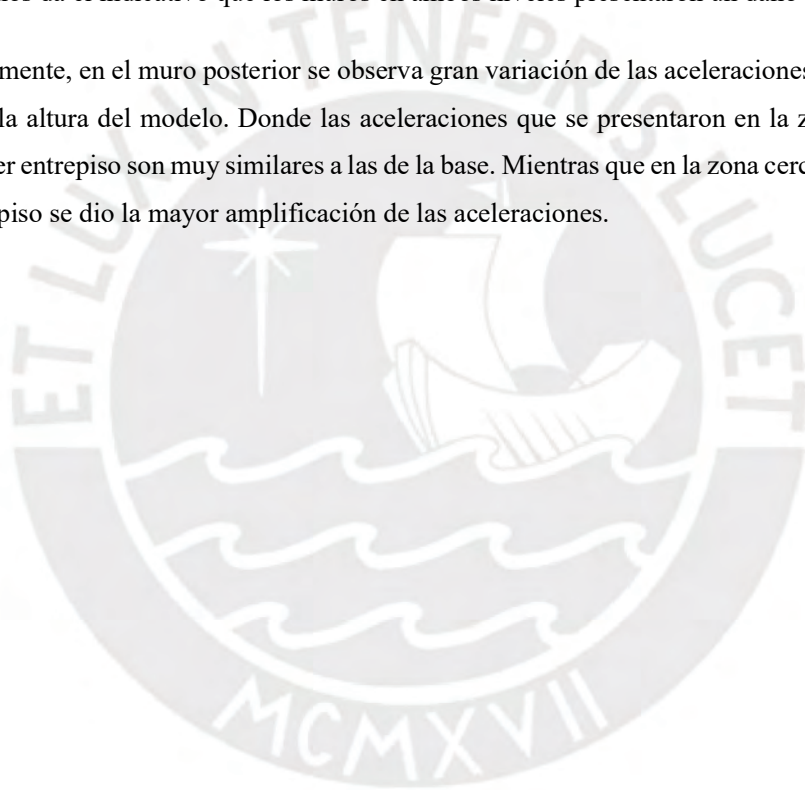 mente, en el muro posterior se observa gran variación de las aceleraciones
la altura del modelo. Donde las aceleraciones que se presentaron en la z
er entrepiso son muy similares a las de la base. Mientras que en la zona cerc
piso se dio la mayor amplificación de las aceleraciones.
ET LUX IN TENEBRIS LUCET
MCMXVII